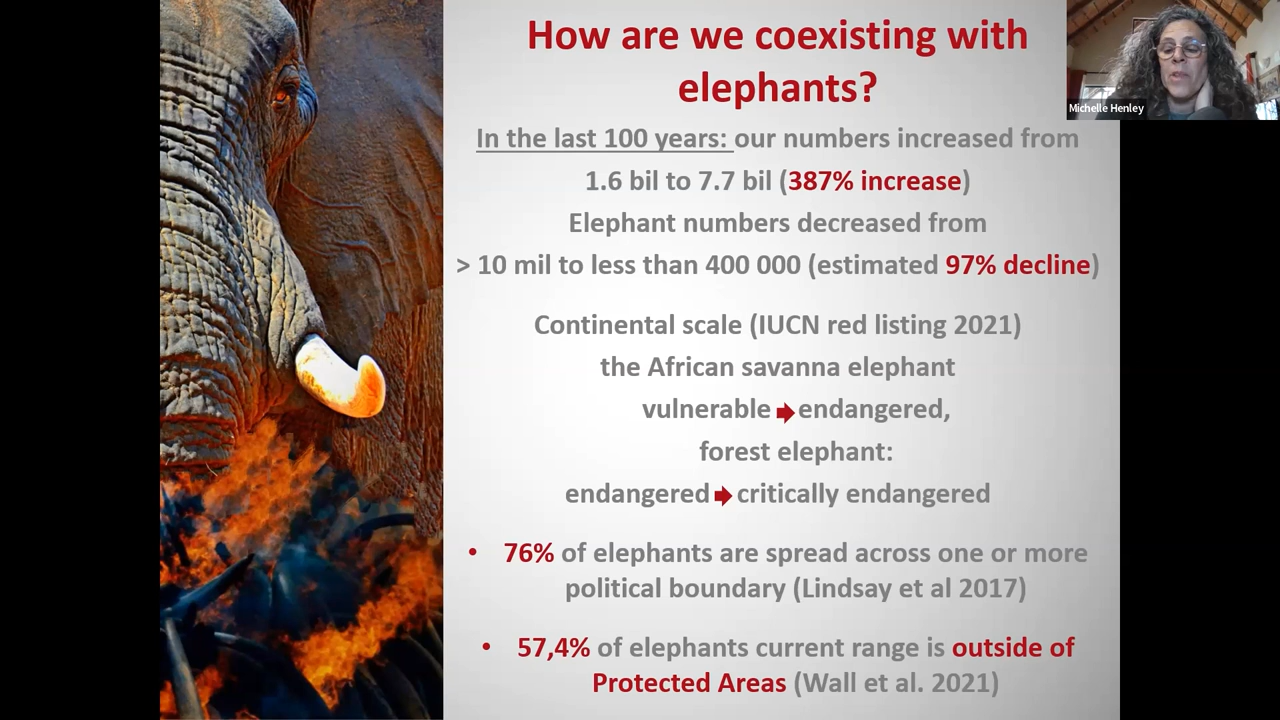 How are we coexisting with
elephants?
Michelle Henley
In the last 100 years: our numbers increased from
1.6 bil to 7.7 bil (387% increase)
Elephant numbers decreased from
> 10 mil to less than 400 000 (estimated 97% decline)
Continental scale (IUCN red listing 2021)
the African savanna elephant
vulnerable ➡ endangered,
forest elephant:
endangered ➡ critically endangered
• 76% of elephants are spread across one or more
political boundary (Lindsay et al 2017)
• 57,4% of elephants current range is outside of
Protected Areas (Wall et al. 2021)